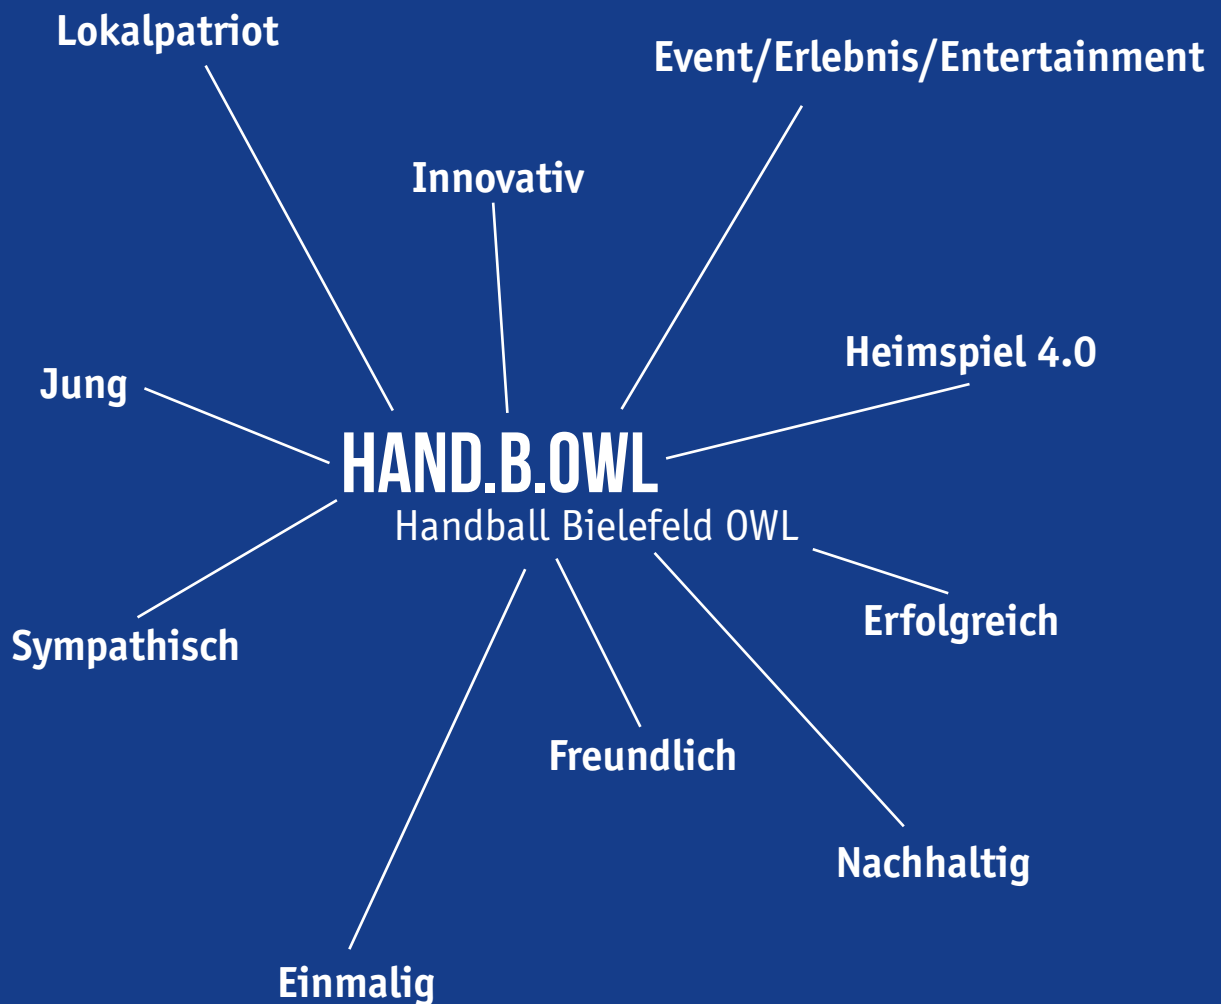 Lokalpatriot
Event/Erlebnis/Entertainment
Innovativ
Heimspiel 4.0
Jung
HAND.B.OWL
Handball Bielefeld OWL
Erfolgreich
Sympathisch
Freundlich
Nachhaltig
Einmalig